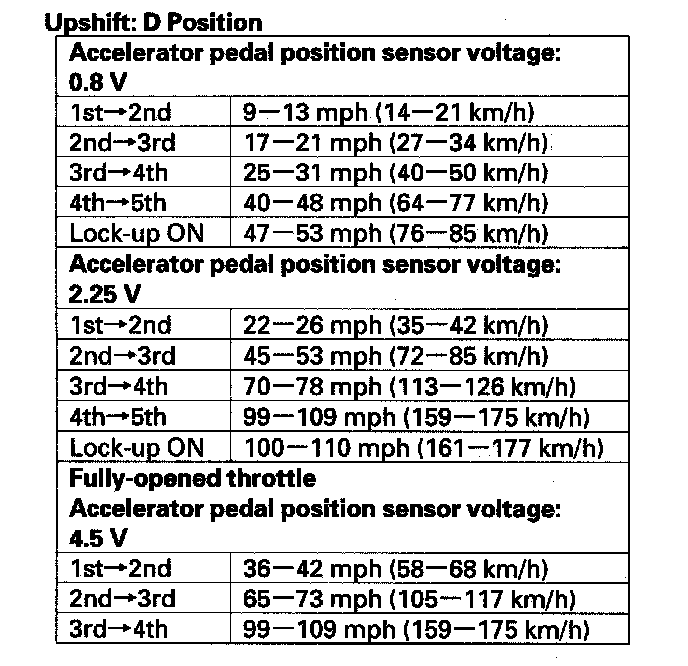 Upshift: D Position
Accelerator pedal position sensor voltage:
0.8 V
1st→2nd 9—13 mph (14—21 km/h)
2nd→3rd 17—21 mph (27—34 km/h)
3rd→4th 25—31 mph (40—50 km/h)
4th→5th 40—48 mph (64—77 km/h)
Lock-up ON 47—53 mph (76—85 km/h)
Accelerator pedal position sensor voltage:
2.25 V
1st→2nd 22—26 mph (35—42 km/h)
2nd→3rd 45—53 mph (72—85 km/h)
3rd→4th 70—78 mph (113—126 km/h)
4th→5th 99—109 mph (159—175 km/h)
Lock-up ON 100—110 mph (161—177 km/h)
Fully-opened throttle
Accelerator pedal position sensor voltage:
4.5 V
1st→2nd 36—42 mph (58—68 km/h)
2nd→3rd 65—73 mph (105—117 km/h)
3rd→4th 99—109 mph (159—175 km/h)